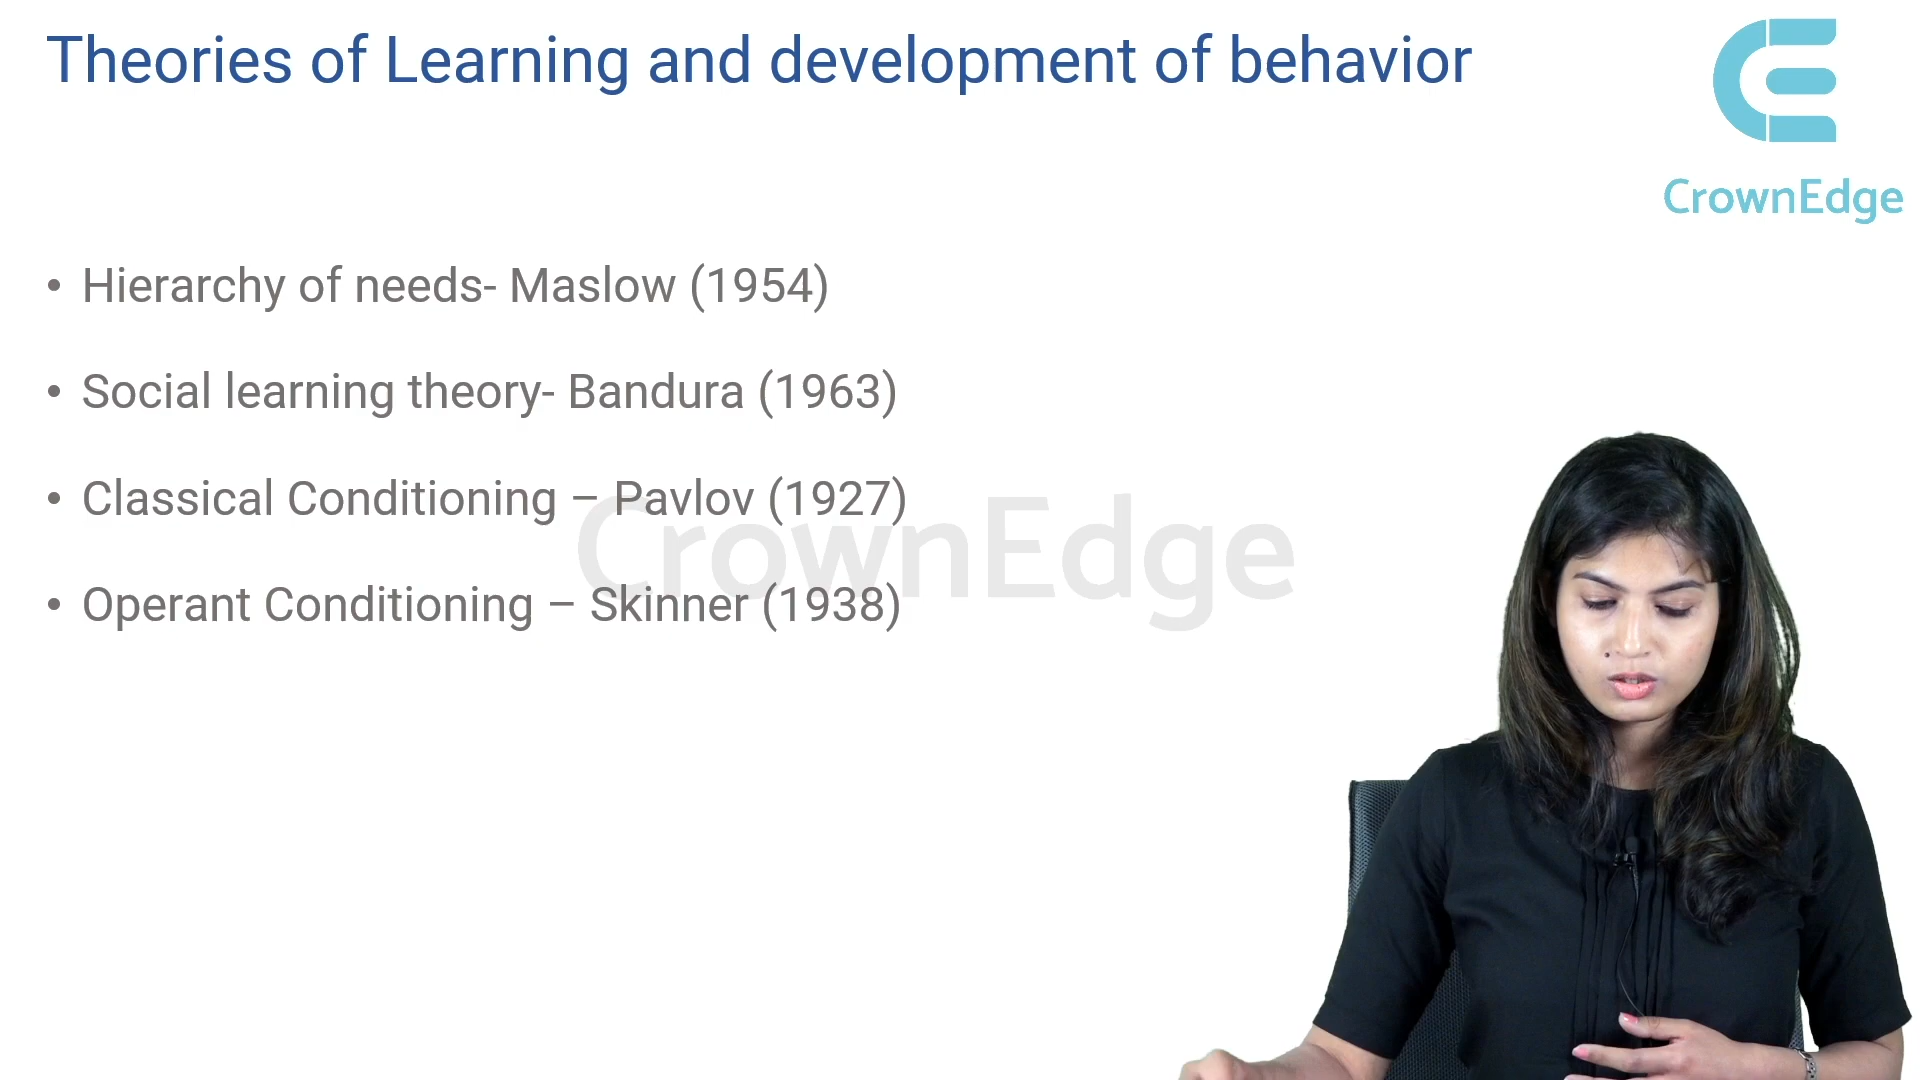 Theories of Learning and development of behavior
CrownEdge
• Hierarchy of needs- Maslow (1954)
• Social learning theory- Bandura (1963)
• Classical Conditioning – Pavlov (1927)
• Operant Conditioning – Skinner (1938)
CrownEdge